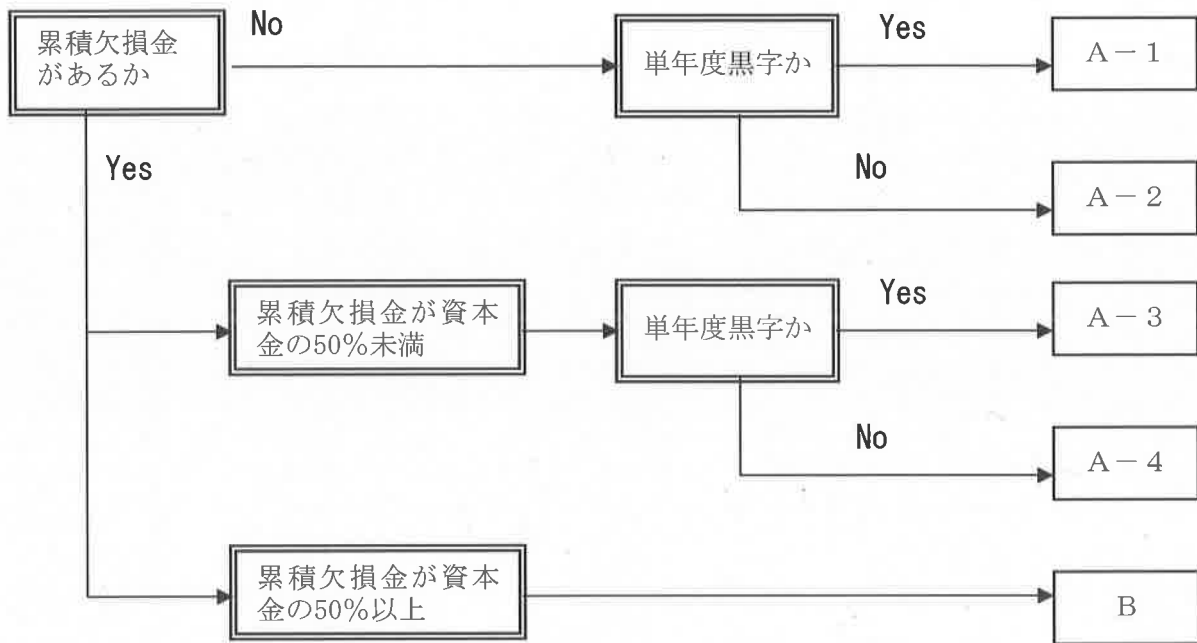 累積欠損金
があるか
No
単年度黒字か
Yes
A－1
Yes
No
A－2
累積欠損金が資本
金の50％未満
単年度黒字か
Yes
A－3
No
A－4
累積欠損金が資本
金の50％以上
B